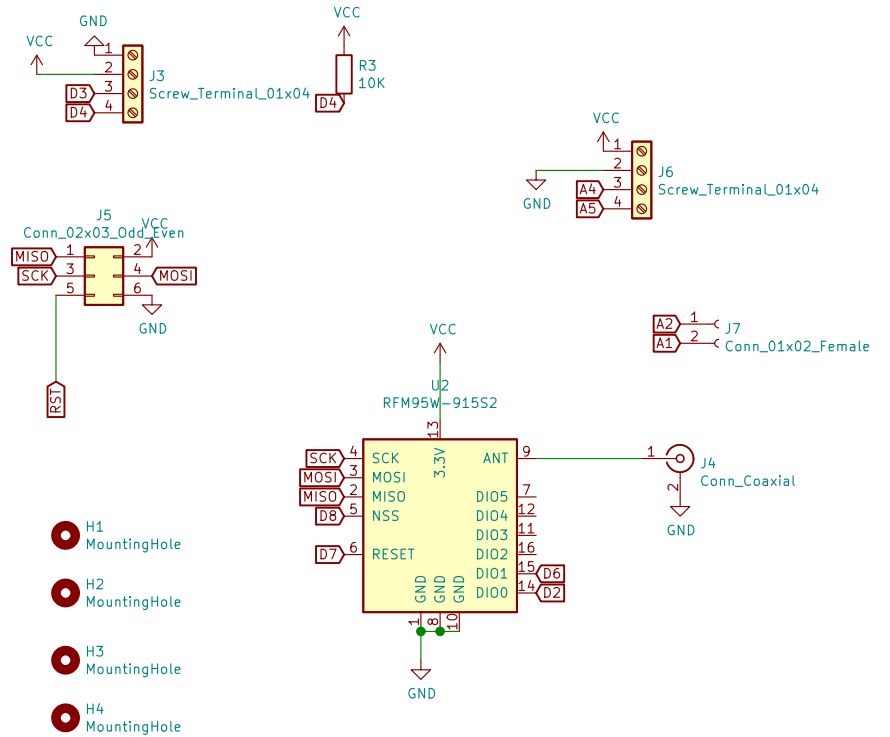 GND
VCC
1
2
3
4
D3
D4
J3
Screw_Terminal_01x04
VCC
R3
10K
D4
VCC
1
2
3
4
GND
A4
A5
J6
Screw_Terminal_01x04
J5
Conn_02x03_Odd_Even
VCC
MISO 1 2
SCK 3 4 MOSI
5 6
GND
RST
A2 1
A1 2
J7
Conn_01x02_Female
VCC
U2
RFM95W-915S2
13
3.3V
SCK 4 SCK
MOSI 3 MOSI
MISO 2 MISO
D8 5 NSS
D7 6 RESET
ANT 9
DIO5 7
DIO4 12
DIO3 11
DIO2 16
DIO1 15 D6
DIO0 14 D2
GND GND GND
1 8 10
GND
1
2
J4
Conn_Coaxial
GND
H1
MountingHole
H2
MountingHole
H3
MountingHole
H4
MountingHole